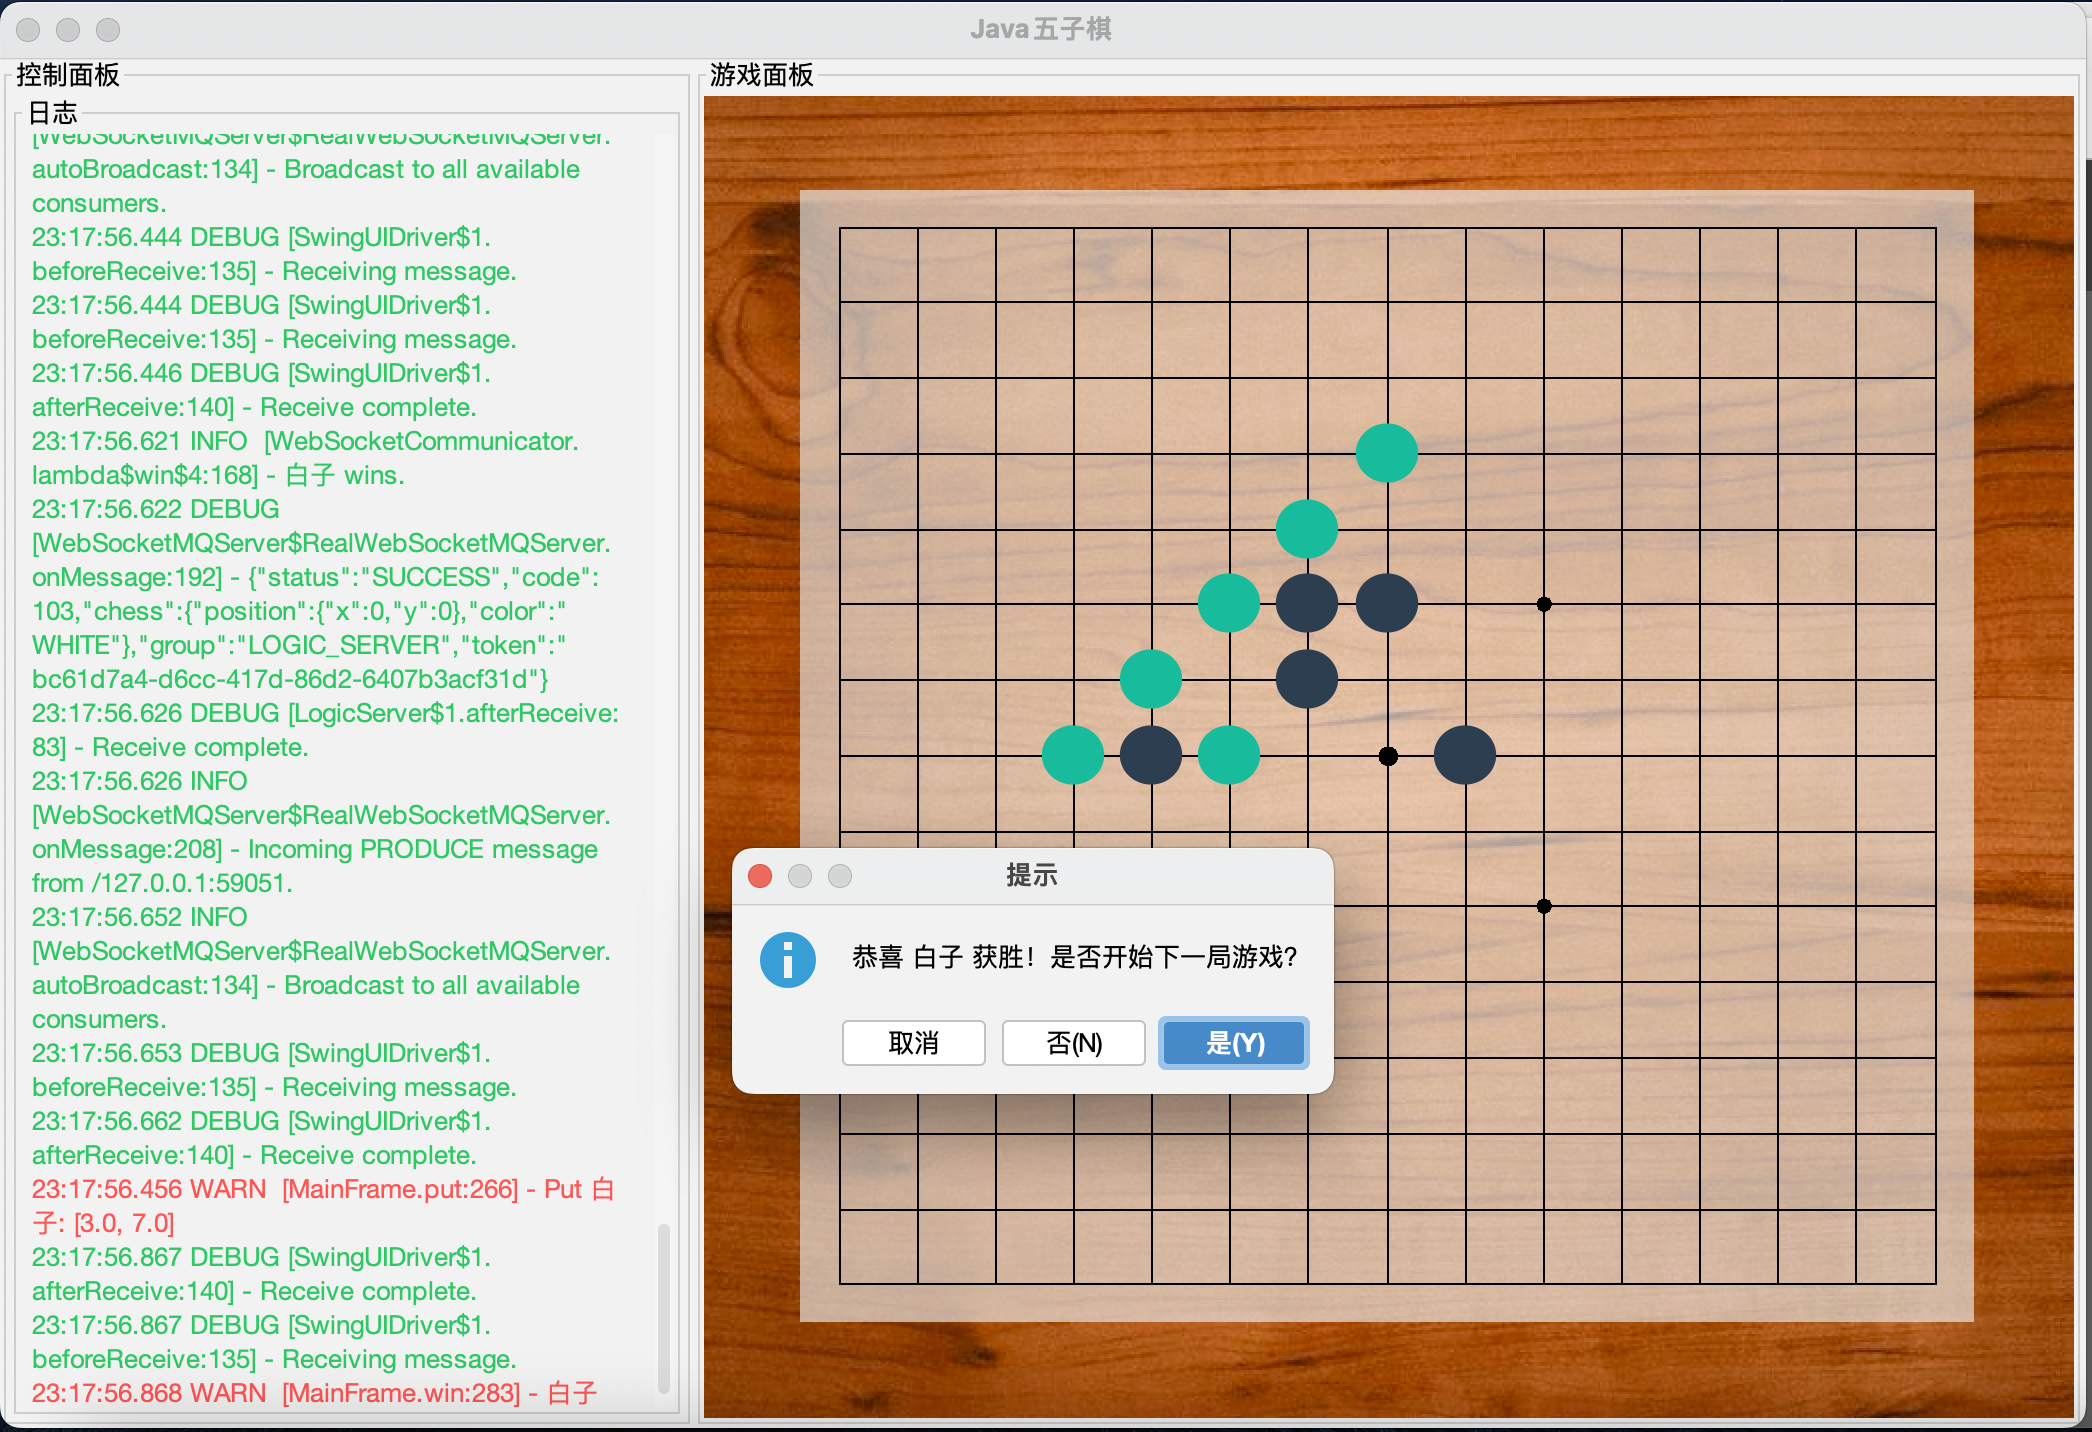 Java五子棋
控制面板
日志
[WebSocketMQServer$RealWebSocketMQServer.
autoBroadcast:134] - Broadcast to all available
consumers.
23:17:56.444 DEBUG [SwingUIDriver$1.
beforeReceive:135] - Receiving message.
23:17:56.444 DEBUG [SwingUIDriver$1.
beforeReceive:135] - Receiving message.
23:17:56.446 DEBUG [SwingUIDriver$1.
afterReceive:140] - Receive complete.
23:17:56.621 INFO  [WebSocketCommunicator.
lambda$win$4:168] - 白子 wins.
23:17:56.622 DEBUG
[WebSocketMQServer$RealWebSocketMQServer.
onMessage:192] - {"status":"SUCCESS","code":
103,"chess":{"position":{"x":0,"y":0},"color":"
WHITE"},"group":"LOGIC_SERVER","token":"
bc61d7a4-d6cc-417d-86d2-6407b3acf31d"}
23:17:56.626 DEBUG [LogicServer$1.afterReceive:
83] - Receive complete.
23:17:56.626 INFO
[WebSocketMQServer$RealWebSocketMQServer.
onMessage:208] - Incoming PRODUCE message
from /127.0.0.1:59051.
23:17:56.652 INFO
[WebSocketMQServer$RealWebSocketMQServer.
autoBroadcast:134] - Broadcast to all available
consumers.
23:17:56.653 DEBUG [SwingUIDriver$1.
beforeReceive:135] - Receiving message.
23:17:56.662 DEBUG [SwingUIDriver$1.
afterReceive:140] - Receive complete.
23:17:56.456 WARN  [MainFrame.put:266] - Put 白
子: [3.0, 7.0]
23:17:56.867 DEBUG [SwingUIDriver$1.
afterReceive:140] - Receive complete.
23:17:56.867 DEBUG [SwingUIDriver$1.
beforeReceive:135] - Receiving message.
23:17:56.868 WARN  [MainFrame.win:283] - 白子
游戏面板
提示
恭喜 白子 获胜！是否开始下一局游戏?
取消
否(N)
是(Y)